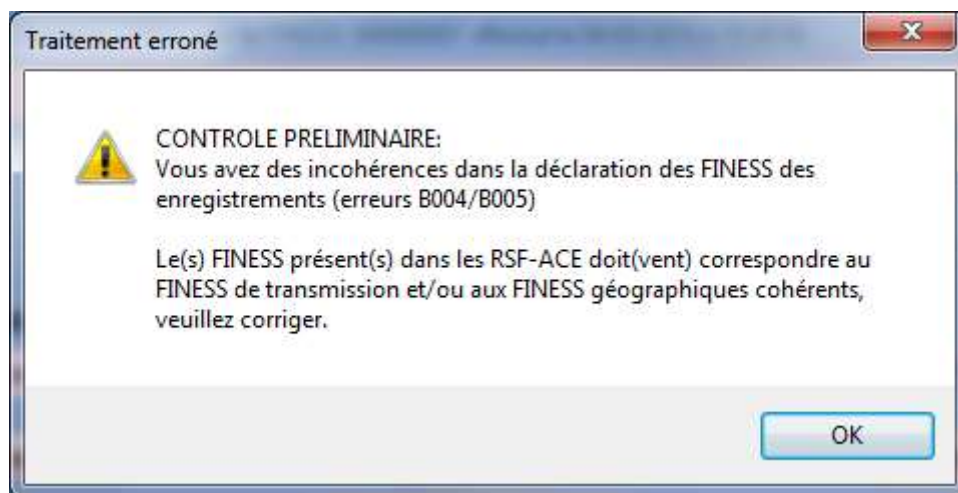 Traitement erroné
CONTROLE PRELIMINAIRE:
Vous avez des incohérences dans la déclaration des FINESS des
enregistrements (erreurs B004/B005)
Le(s) FINESS présent(s) dans les RSF-ACE doit(vent) correspondre au
FINESS de transmission et/ou aux FINESS géographiques cohérents,
veuillez corriger.
OK